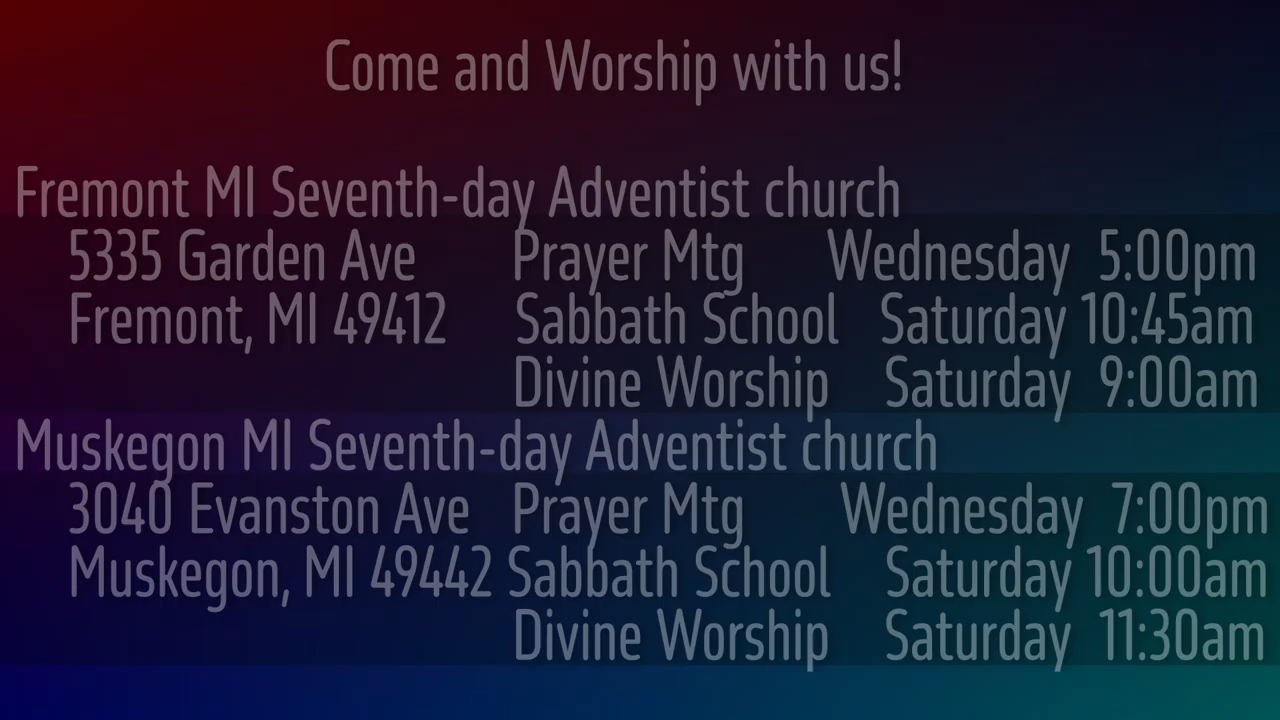 Come and Worship with us!
Fremont MI Seventh-day Adventist church
5335 Garden Ave Prayer Mtg Wednesday 5:00pm
Fremont, MI 49412 Sabbath School Saturday 10:45am
Divine Worship Saturday 9:00am
Muskegon MI Seventh-day Adventist church
3040 Evanston Ave Prayer Mtg Wednesday 7:00pm
Muskegon, MI 49442 Sabbath School Saturday 10:00am
Divine Worship Saturday 11:30am